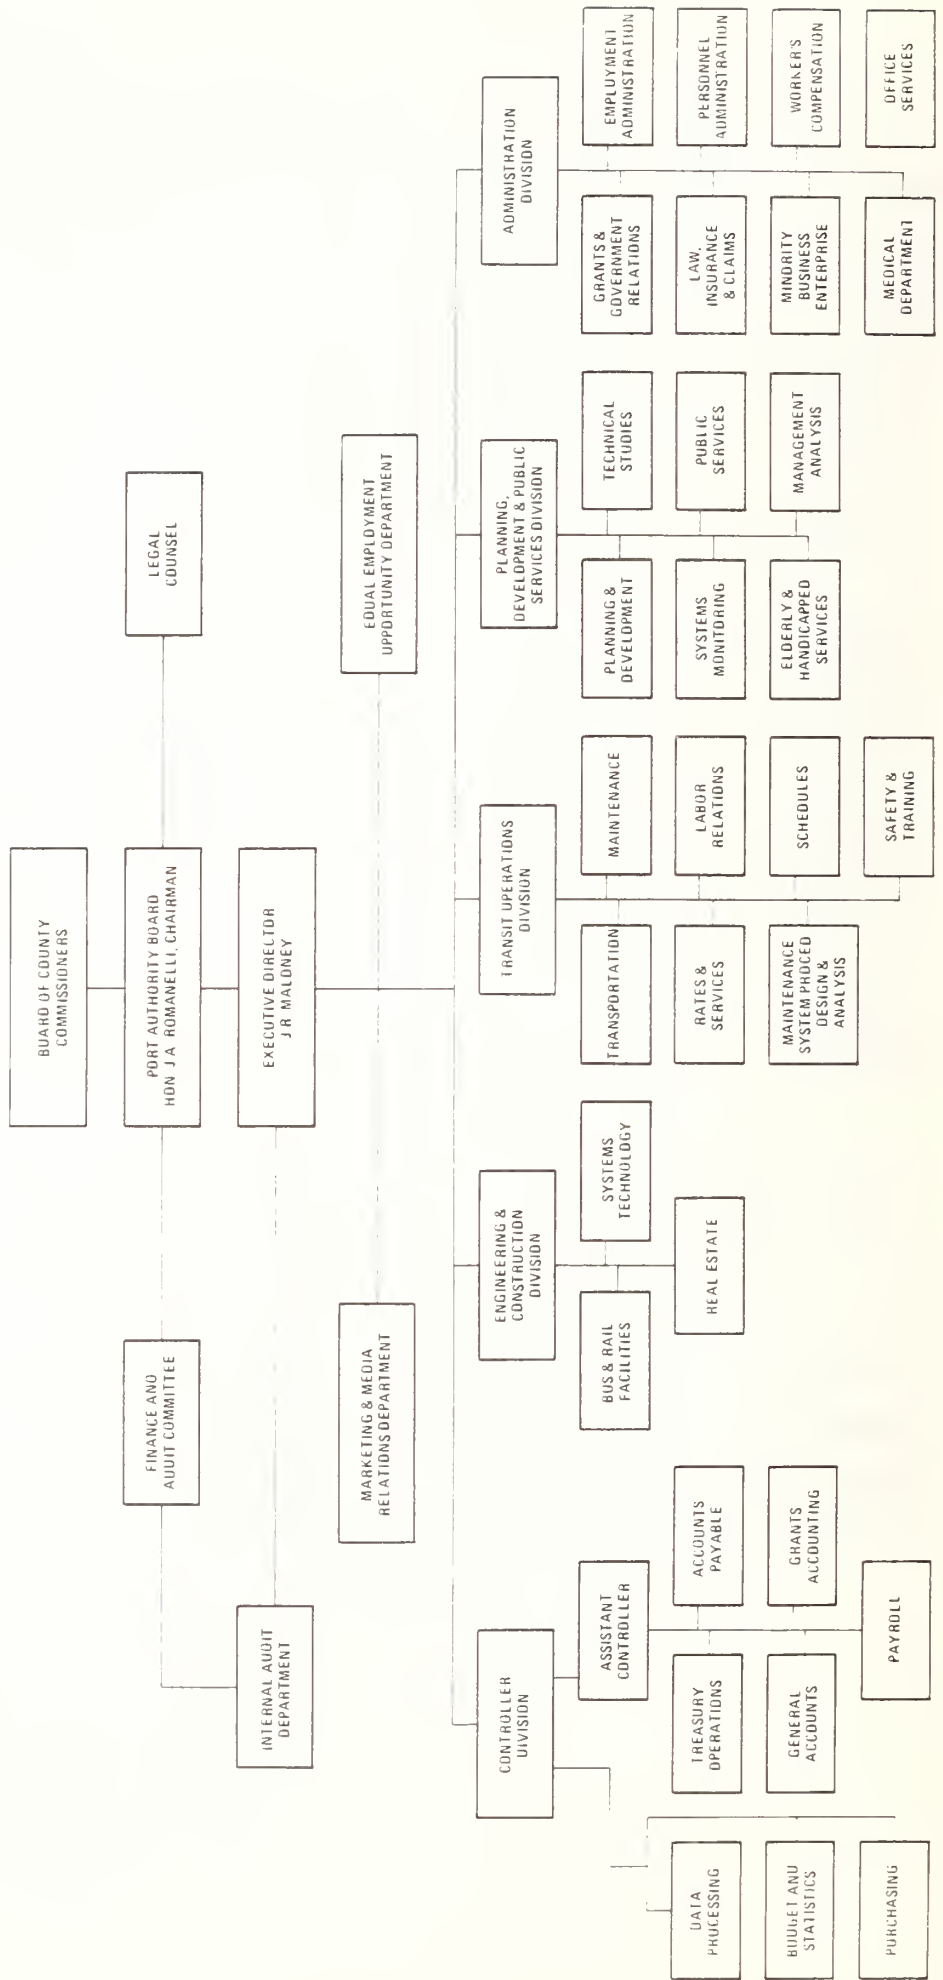 BOARD OF COUNTY
COMMISSIONERS
PORT AUTHORITY BOARD
HON J A ROMANELLI, CHAIRMAN
LEGAL
COUNSEL
FINANCE AND
AUDIT COMMITTEE
EXECUTIVE DIRECTOR
J R MALONEY
INTERNAL AUDIT
DEPARTMENT
MARKETING & MEDIA
RELATIONS DEPARTMENT
EQUAL EMPLOYMENT
OPPORTUNITY DEPARTMENT
CONTROLLER
DIVISION
ENGINEERING &
CONSTRUCTION
DIVISION
TRANSIT OPERATIONS
DIVISION
PLANNING,
DEVELOPMENT & PUBLIC
SERVICES DIVISION
ADMINISTRATION
DIVISION
ASSISTANT
CONTROLLER
DATA
PROCESSING
BUDGET AND
STATISTICS
PURCHASING
TREASURY
OPERATIONS
ACCOUNTS
PAYABLE
GENERAL
ACCOUNTS
GRANTS
ACCOUNTING
PAYROLL
BUS & RAIL
FACILITIES
SYSTEMS
TECHNOLOGY
REAL ESTATE
TRANSPORTATION
MAINTENANCE
RATES &
SERVICES
LABOR
RELATIONS
MAINTENANCE
SYSTEM PROCED
DESIGN &
ANALYSIS
SCHEDULES
SAFETY &
TRAINING
PLANNING &
DEVELOPMENT
TECHNICAL
STUDIES
SYSTEMS
MONITORING
PUBLIC
SERVICES
ELDERLY &
HANDICAPPED
SERVICES
MANAGEMENT
ANALYSIS
GRANTS &
GOVERNMENT
RELATIONS
EMPLOYMENT
ADMINISTRATION
LAW,
INSURANCE
& CLAIMS
PERSONNEL
ADMINISTRATION
MINORITY
BUSINESS
ENTERPRISE
WORKER'S
COMPENSATION
MEDICAL
DEPARTMENT
OFFICE
SERVICES